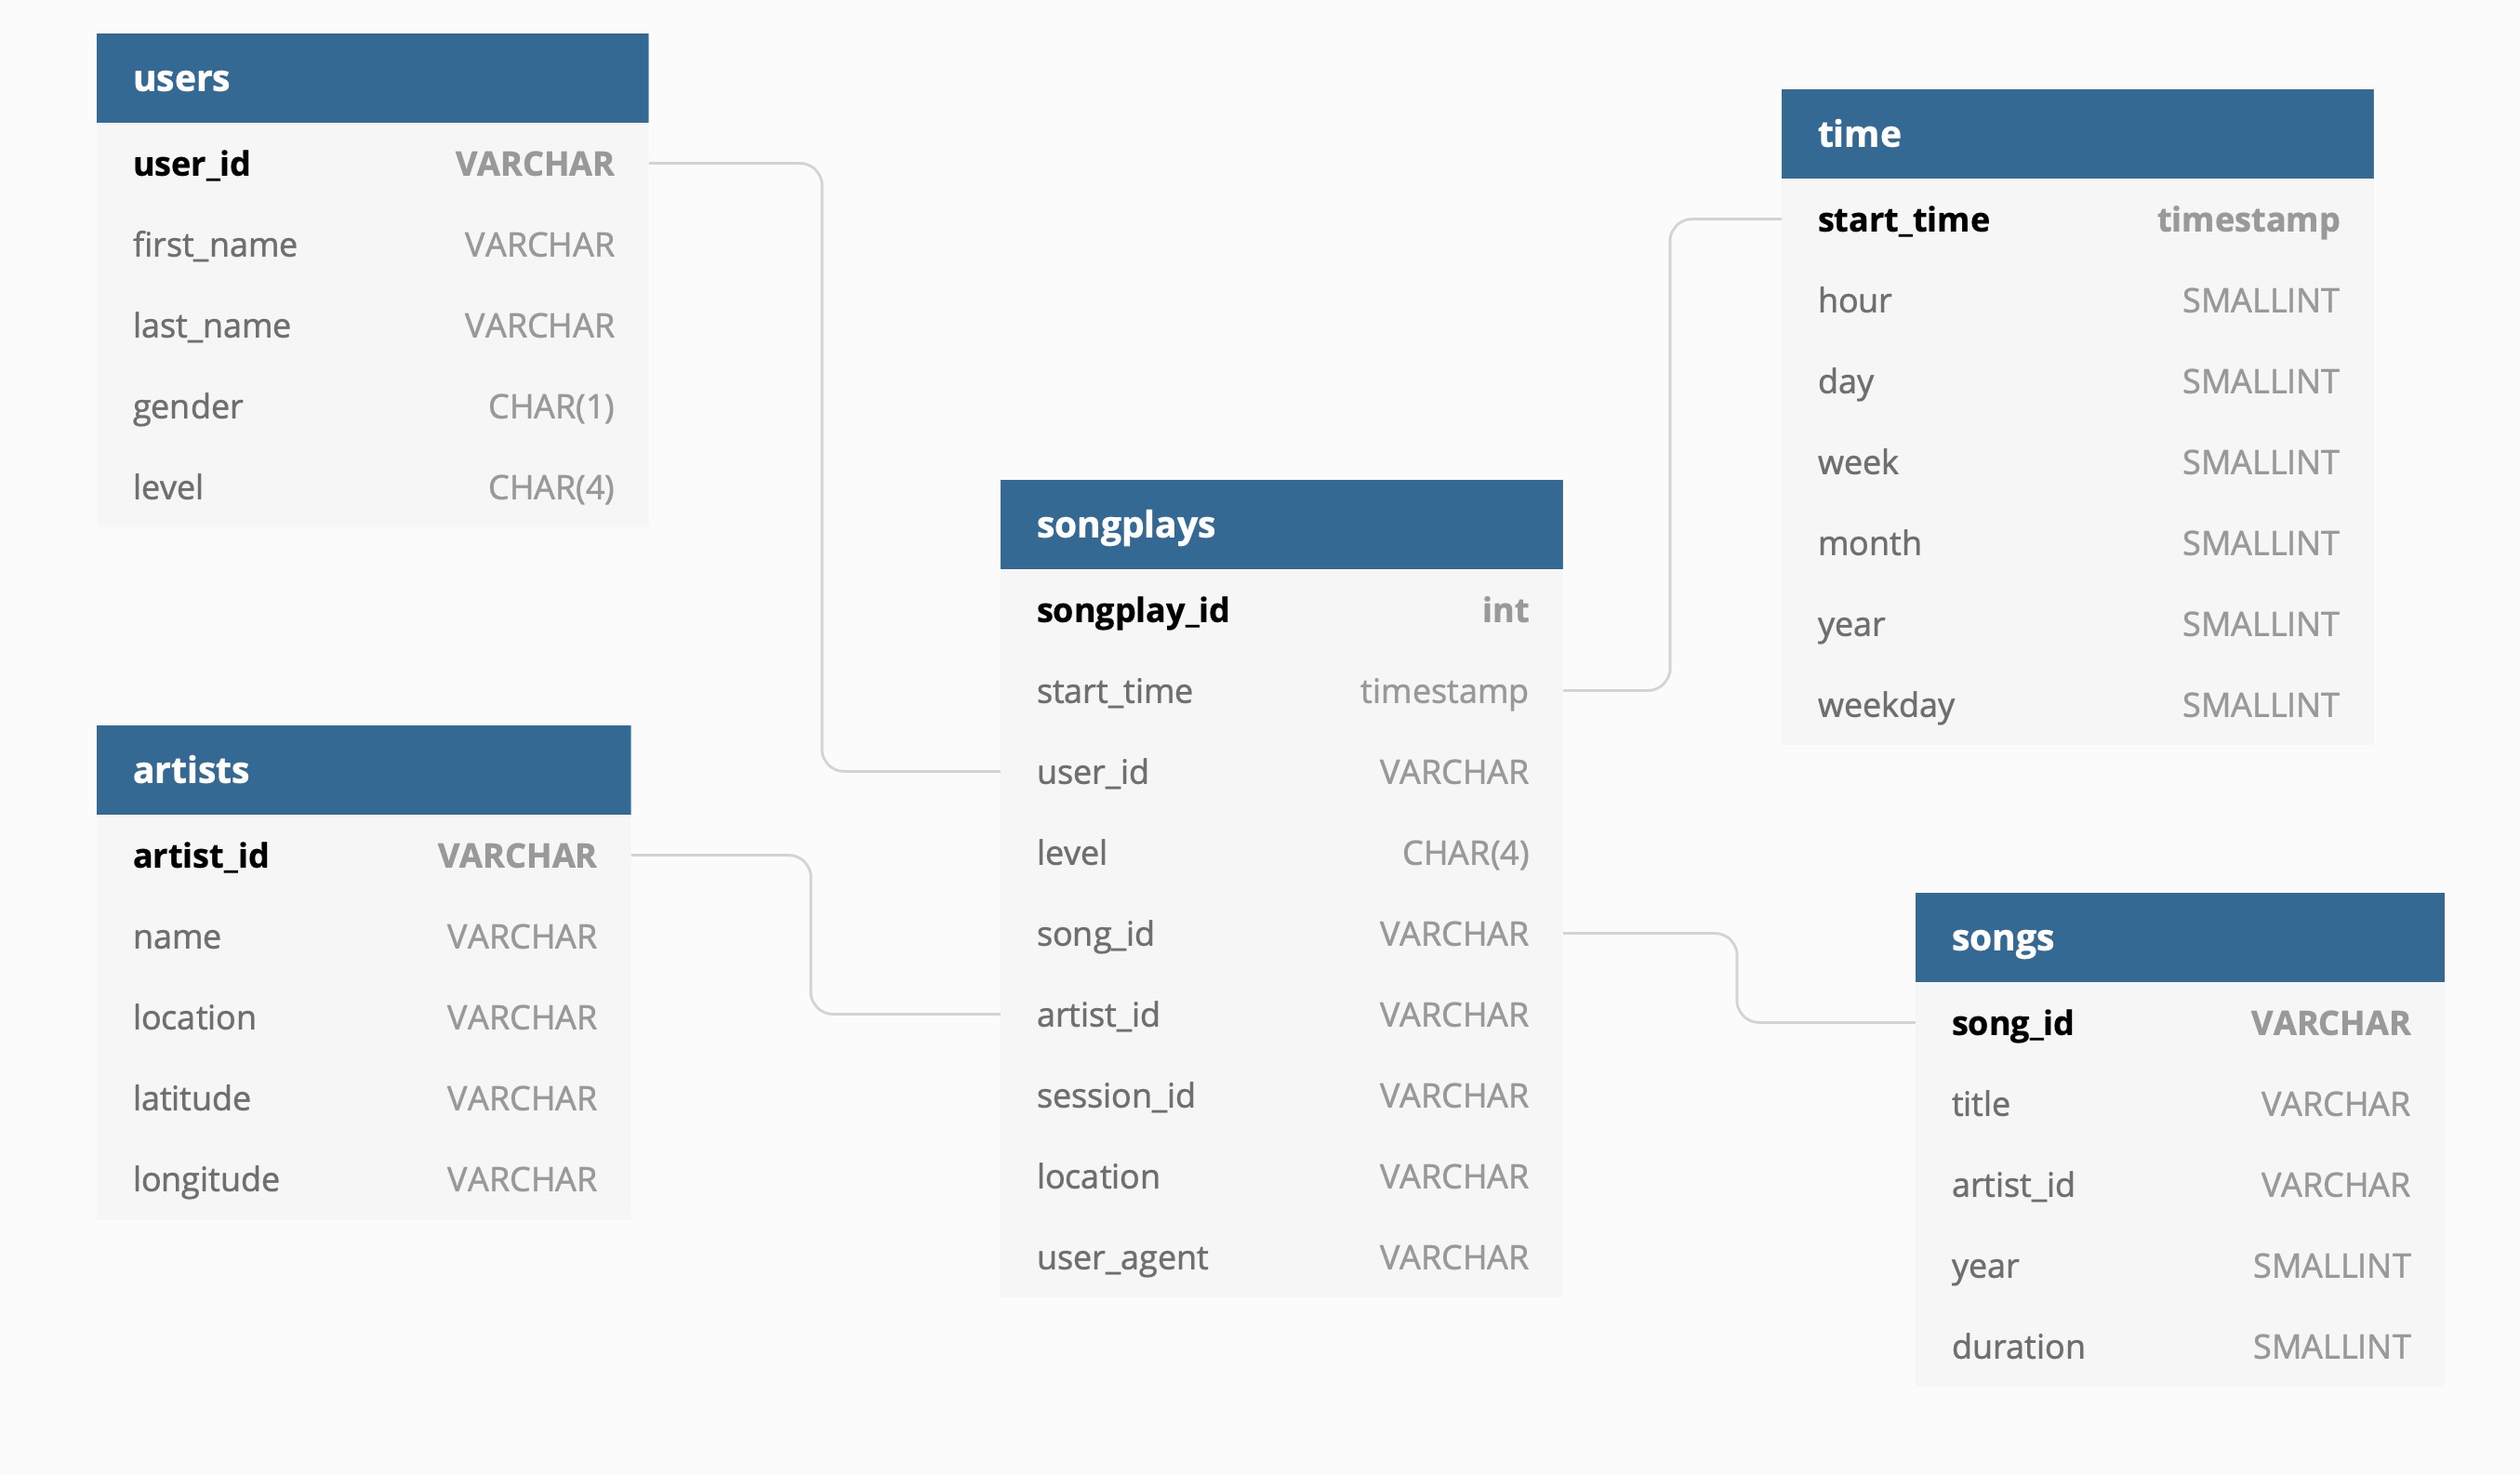 users
user_id VARCHAR
first_name VARCHAR
last_name VARCHAR
gender CHAR(1)
level CHAR(4)
time
start_time timestamp
hour SMALLINT
day SMALLINT
week SMALLINT
month SMALLINT
year SMALLINT
weekday SMALLINT
songplays
songplay_id int
start_time timestamp
user_id VARCHAR
level CHAR(4)
song_id VARCHAR
artist_id VARCHAR
session_id VARCHAR
location VARCHAR
user_agent VARCHAR
artists
artist_id VARCHAR
name VARCHAR
location VARCHAR
latitude VARCHAR
longitude VARCHAR
songs
song_id VARCHAR
title VARCHAR
artist_id VARCHAR
year SMALLINT
duration SMALLINT